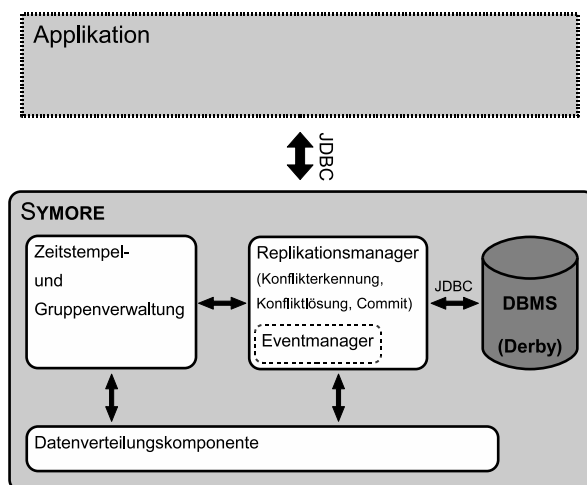 Applikation
JDBC
SYMORE
Zeitstempel-
und
Gruppenverwaltung
Replikationsmanager
(Konflikterkennung,
Konfliktlösung, Commit)
Eventmanager
JDBC
DBMS
(Derby)
Datenverteilungskomponente